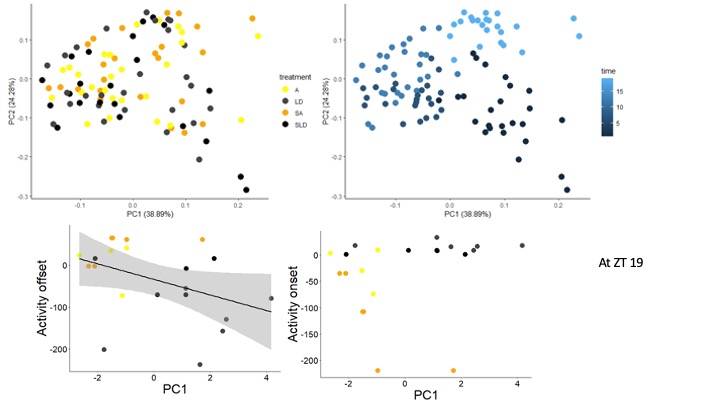 0.1
0.0
-0.1
-0.2
-0.3
PC2 (24.28%)
-0.1
0.0
0.1
0.2
PC1 (38.89%)
treatment
A
LD
SA
SLD
0.1
0.0
-0.1
-0.2
-0.3
PC2 (24.28%)
-0.1
0.0
0.1
0.2
PC1 (38.89%)
time
15
10
5
0
-100
-200
Activity offset
-2
0
2
4
PC1
0
-50
-100
-150
-200
Activity onset
-2
0
2
4
PC1
At ZT 19